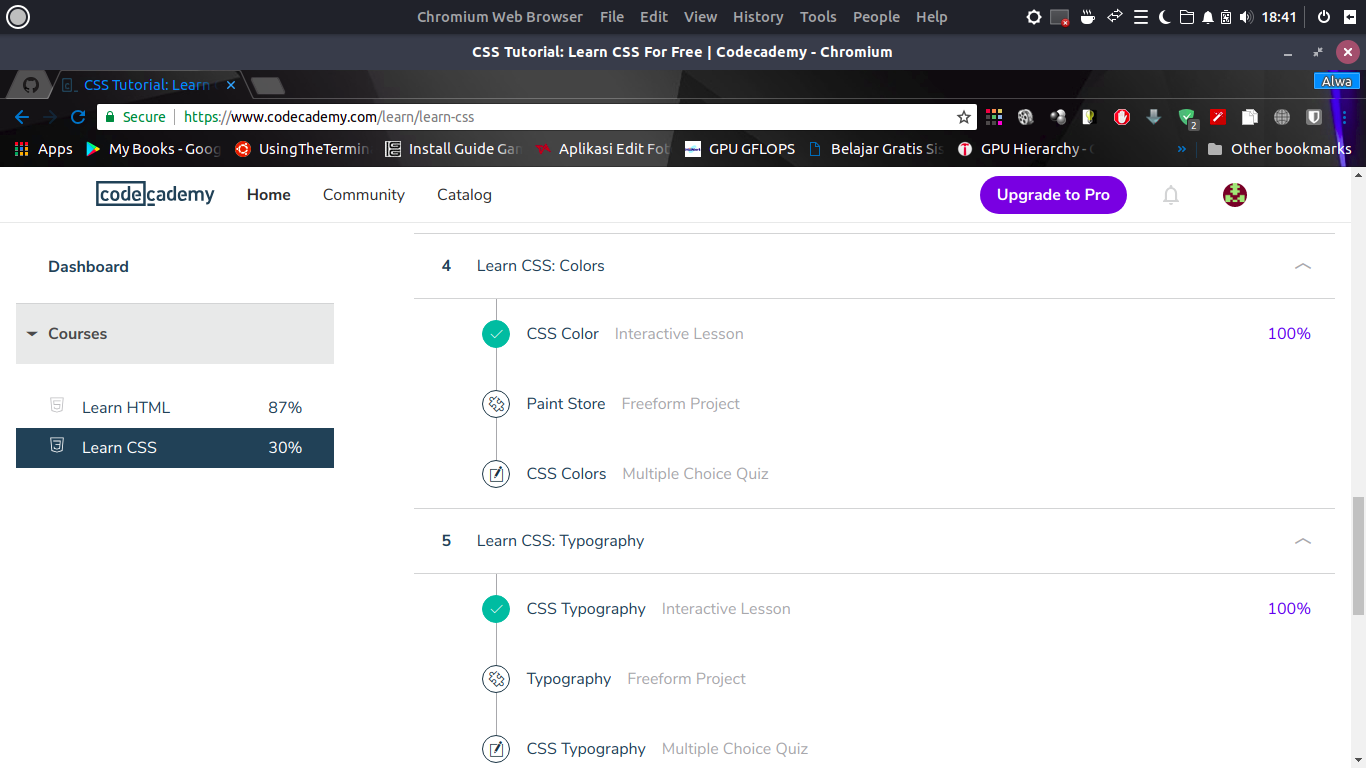 Chromium Web Browser File Edit View History Tools People Help 18:41
CSS Tutorial: Learn CSS For Free | Codecademy - Chromium
CSS Tutorial: Learn Alwa
Secure https://www.codecademy.com/learn/learn-css 2
Apps My Books - Goog UsingTheTermin Install Guide Gar Aplikasi Edit Fot GPU GFLOPS Belajar Gratis Sis GPU Hierarchy - » Other bookmarks
codecademy Home Community Catalog Upgrade to Pro
Dashboard
Courses
Learn HTML 87%
Learn CSS 30%
4 Learn CSS: Colors
CSS Color Interactive Lesson 100%
Paint Store Freeform Project
CSS Colors Multiple Choice Quiz
5 Learn CSS: Typography
CSS Typography Interactive Lesson 100%
Typography Freeform Project
CSS Typography Multiple Choice Quiz